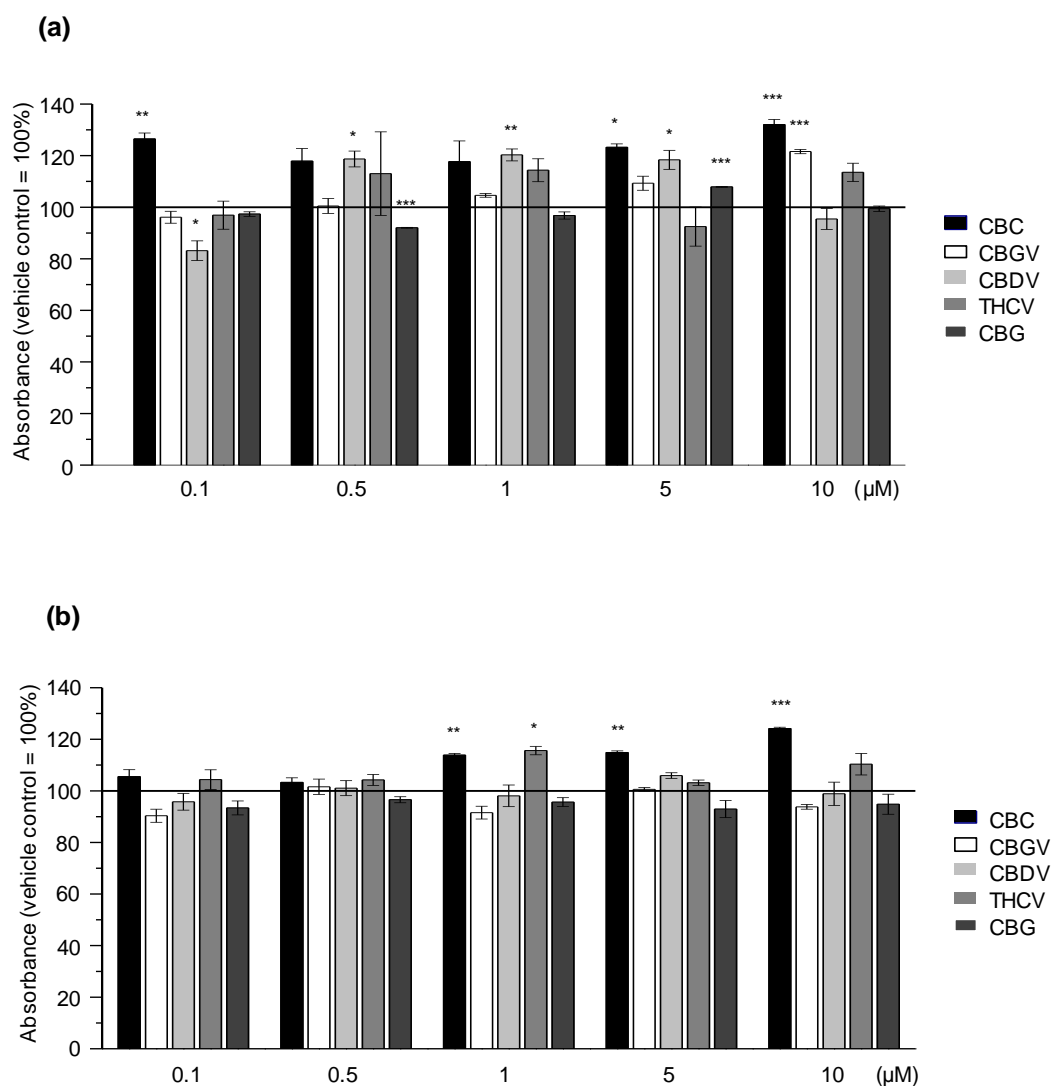 (a)
Absorbance (vehicle control = 100%)
140
120
100
80
60
40
20
0
**
*
*
***
**
*
*
***
***
***
0.1 0.5 1 5 10 (µM)
CBC
CBGV
CBDV
THCV
CBG
(b)
Absorbance (vehicle control = 100%)
140
120
100
80
60
40
20
0
**
*
**
***
0.1 0.5 1 5 10 (µM)
CBC
CBGV
CBDV
THCV
CBG